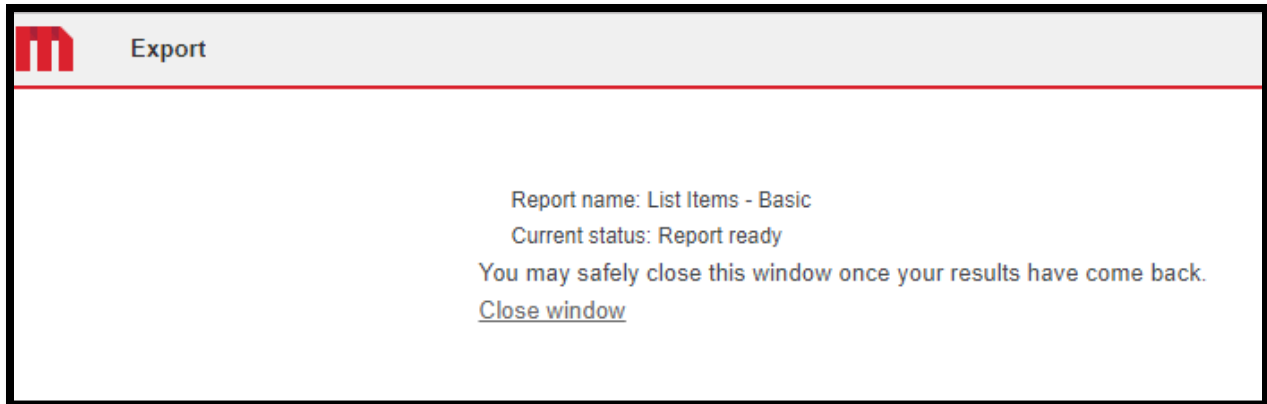 Export
Report name: List Items - Basic
Current status: Report ready
You may safely close this window once your results have come back.
Close window